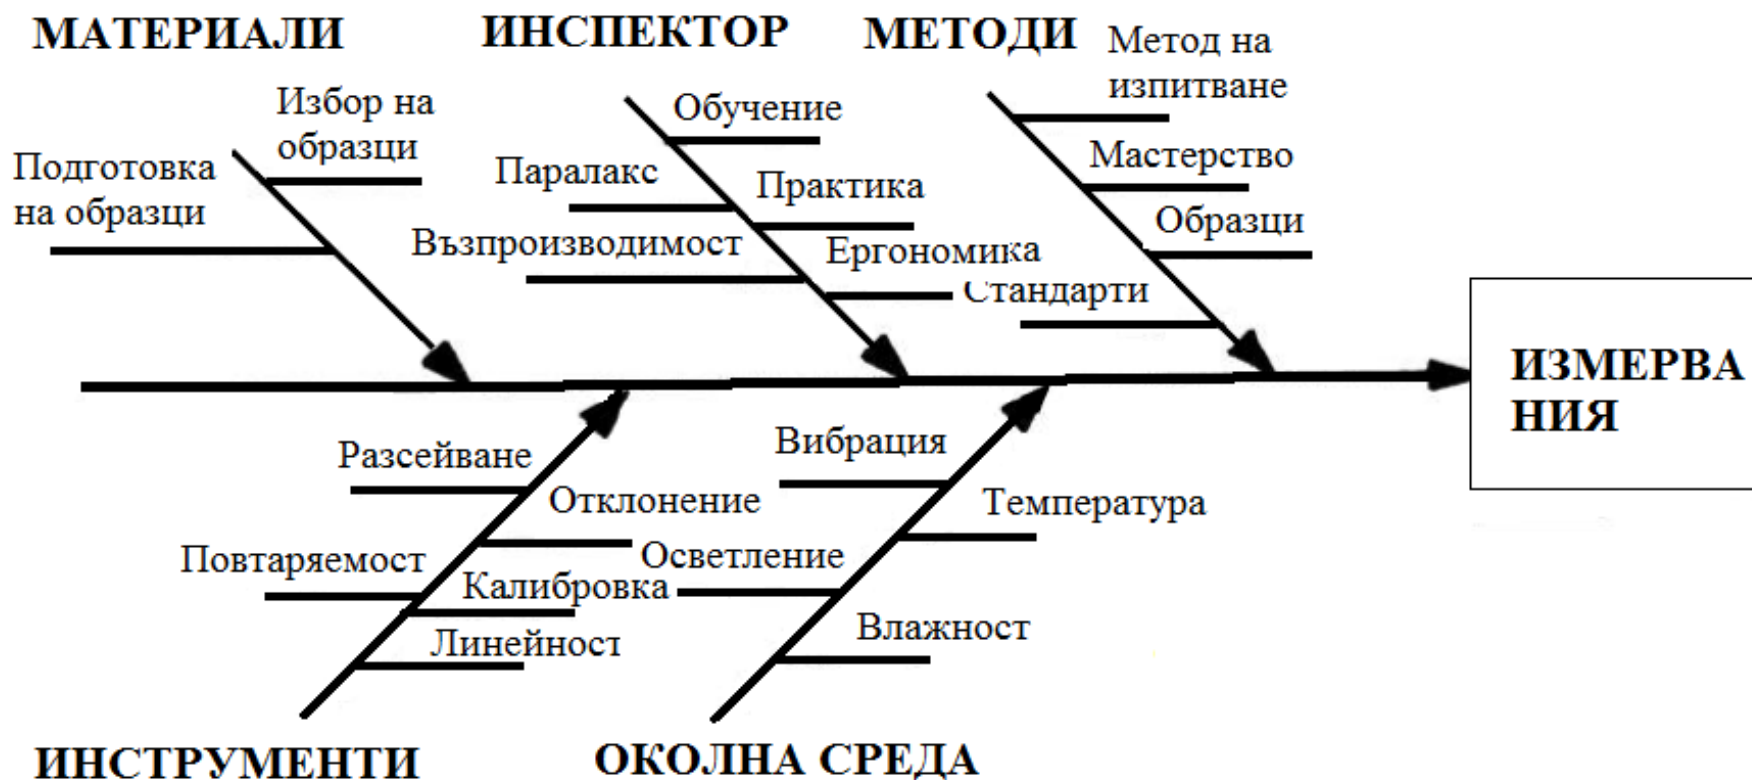 МАТЕРИАЛИ
ИНСПЕКТОР
МЕТОДИ
Метод на
изпитване
Избор на
образци
Обучение
Подготовка
на образци
Паралакс
Практика
Мастерство
Образци
Възпроизводимост
Ергономика
Стандарти
ИЗМЕРВА
НИЯ
Разсейване
Вибрация
Отклонение
Температура
Повтаряемост
Осветление
Калибровка
Линейност
Влажност
ИНСТРУМЕНТИ
ОКОЛНА СРЕДА